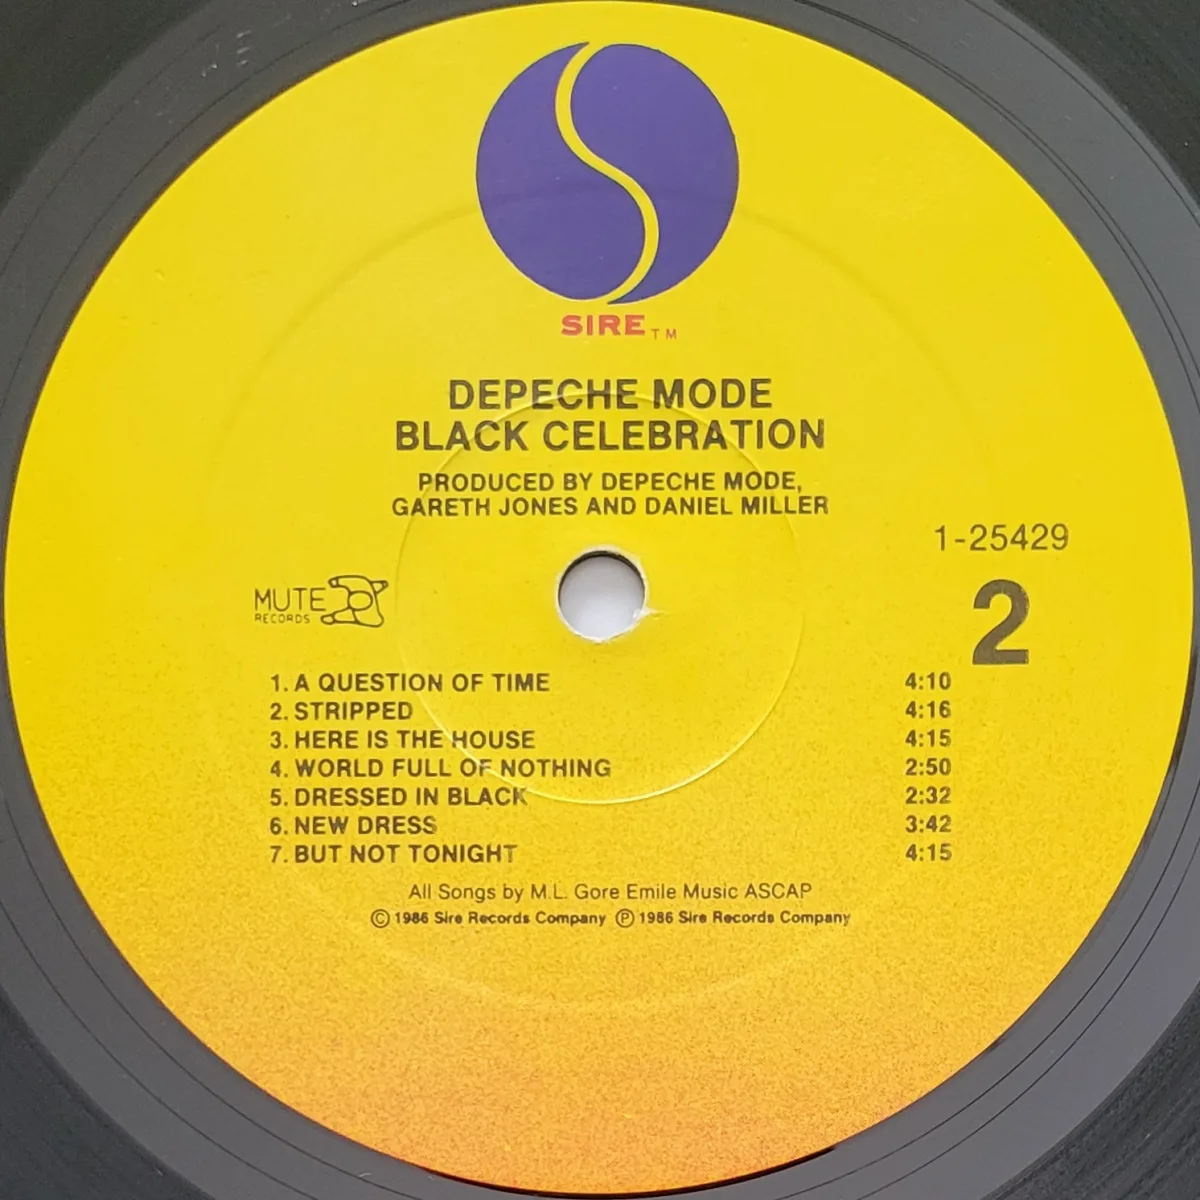 SIRE TM
DEPECHE MODE
BLACK CELEBRATION
PRODUCED BY DEPECHE MODE,
GARETH JONES AND DANIEL MILLER
1-25429
MUTE
RECORDS
2
1. A QUESTION OF TIME 4:10
2. STRIPPED 4:16
3. HERE IS THE HOUSE 4:15
4. WORLD FULL OF NOTHING 2:50
5. DRESSED IN BLACK 2:32
6. NEW DRESS 3:42
7. BUT NOT TONIGHT 4:15
All Songs by M.L. Gore Emile Music ASCAP
© 1986 Sire Records Company ℗ 1986 Sire Records Company